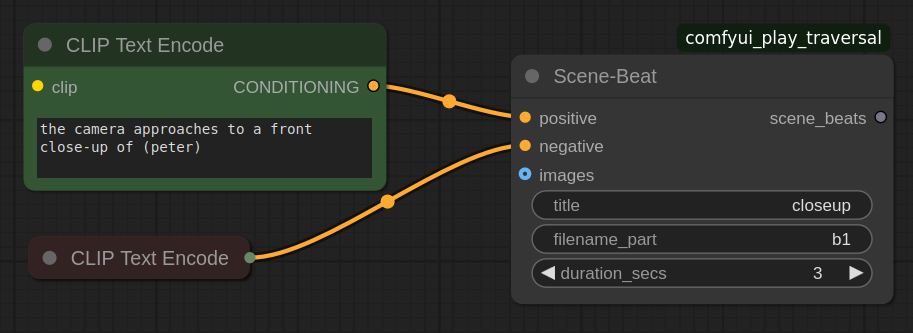 CLIP Text Encode
clip
CONDITIONING
the camera approaches to a front
close-up of (peter)
CLIP Text Encode
comfyui_play_traversal
Scene-Beat
positive
scene_beats
negative
images
title closeup
filename_part b1
duration_secs 3